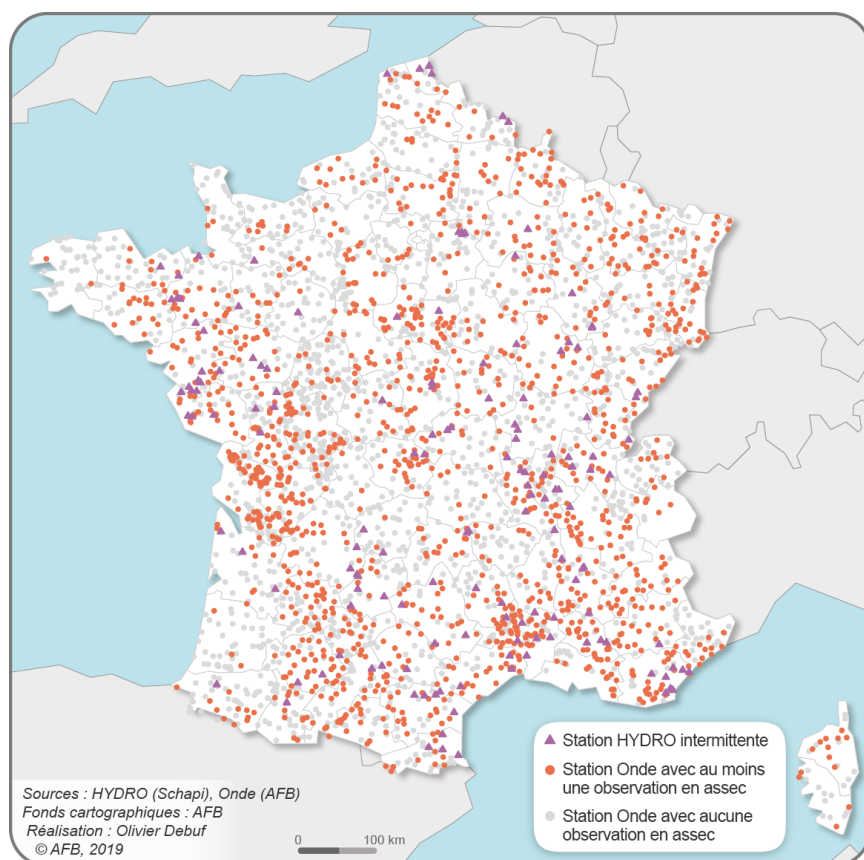 Station HYDRO intermittente
Station Onde avec au moins
une observation en assec
Station Onde avec aucune
observation en assec
Sources : HYDRO (Schapi), Onde (AFB)
Fonds cartographiques : AFB
Réalisation : Olivier Debuf
© AFB, 2019
0 100 km